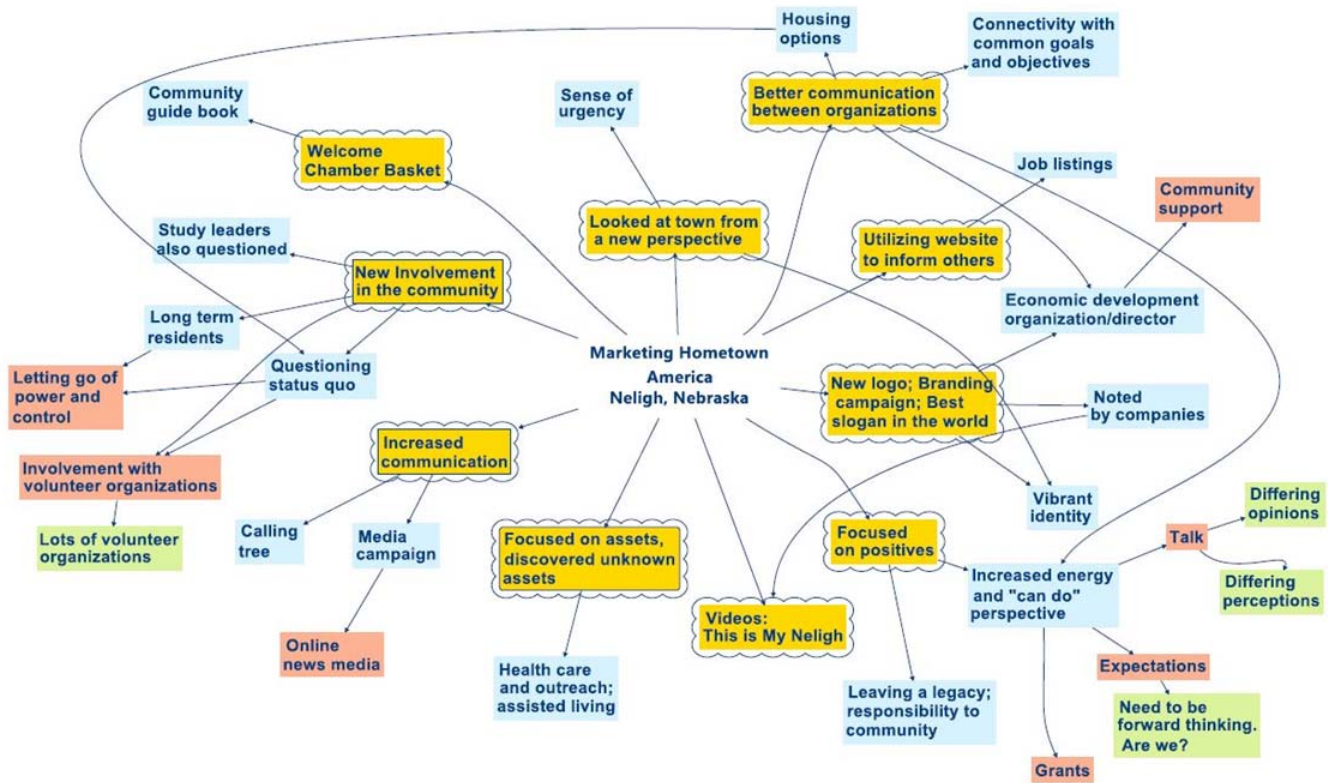 Housing
options
Connectivity with
common goals
and objectives
Community
guide book
Sense of
urgency
Better communication
between organizations
Welcome
Chamber Basket
Job listings
Community
support
Study leaders
also questioned
Looked at town from
a new perspective
Utilizing website
to inform others
New Involvement
in the community
Economic development
organization/director
Long term
residents
Questioning
status quo
Marketing Hometown
America
Neligh, Nebraska
Letting go of
power and
control
New logo; Branding
campaign; Best
slogan in the world
Noted
by companies
Increased
communication
Involvement with
volunteer organizations
Lots of volunteer
organizations
Calling
tree
Media
campaign
Focused on assets,
discovered unknown
assets
Focused
on positives
Vibrant
identity
Differing
opinions
Talk
Differing
perceptions
Increased energy
and "can do"
perspective
Videos:
This is My Neligh
Online
news media
Health care
and outreach;
assisted living
Leaving a legacy;
responsibility to
community
Expectations
Need to be
forward thinking.
Are we?
Grants